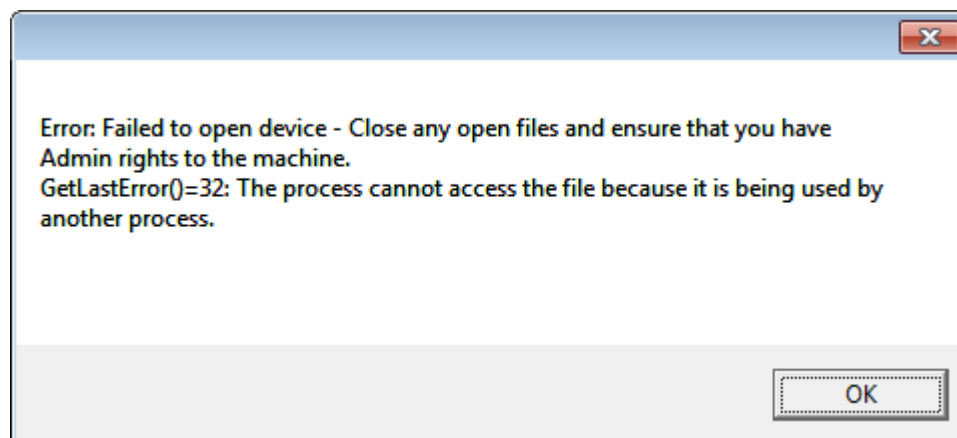 Error: Failed to open device - Close any open files and ensure that you have
Admin rights to the machine.
GetLastError()=32: The process cannot access the file because it is being used by
another process.
OK